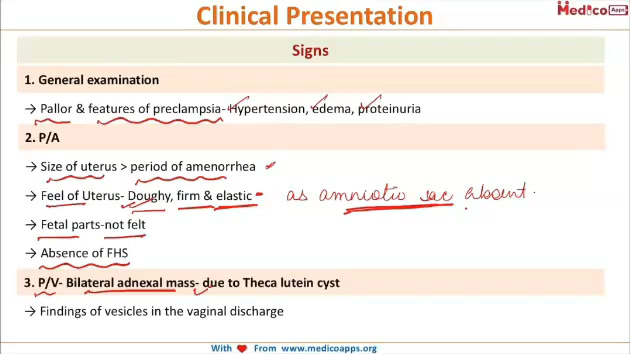 Clinical Presentation
Medico Apps
Signs
1. General examination
→ Pallor & features of preclampsia- Hypertension, edema, proteinuria
2. P/A
→ Size of uterus > period of amenorrhea
→ Feel of Uterus- Doughy, firm & elastic - as amniotic sac absent.
→ Fetal parts-not felt
→ Absence of FHS
3. P/V- Bilateral adnexal mass- due to Theca lutein cyst
→ Findings of vesicles in the vaginal discharge
With ❤ From www.medicoapps.org